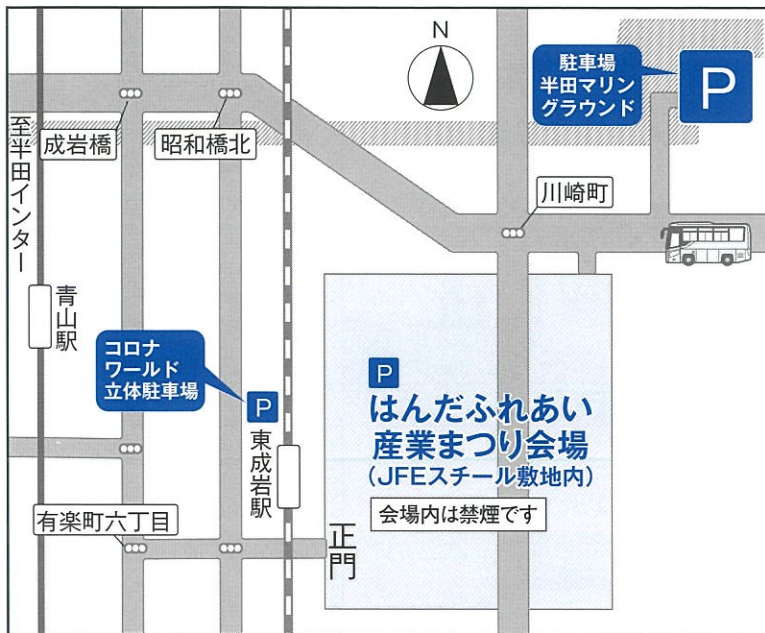 N
駐車場
半田マリン
グラウンド
P
成岩橋
昭和橋北
至半田インター
川崎町
青山駅
コロナ
ワールド
立体駐車場
P
東成岩駅
P
はんだふれあい
産業まつり会場
(JFEスチール敷地内)
会場内は禁煙です
有楽町六丁目
正門